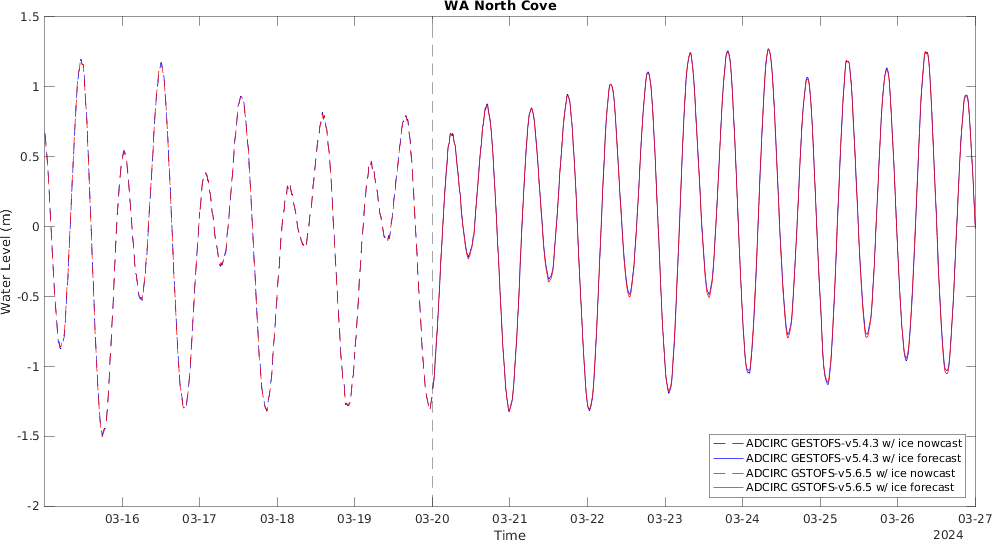 WA North Cove
1.5
1
0.5
0
-0.5
-1
-1.5
-2
Water Level (m)
ADCIRC GESTOFS-v5.4.3 w/ ice nowcast
ADCIRC GESTOFS-v5.4.3 w/ ice forecast
ADCIRC GSTOFS-v5.6.5 w/ ice nowcast
ADCIRC GSTOFS-v5.6.5 w/ ice forecast
03-16 03-17 03-18 03-19 03-20 03-21 03-22 03-23 03-24 03-25 03-26 03-27
Time 2024